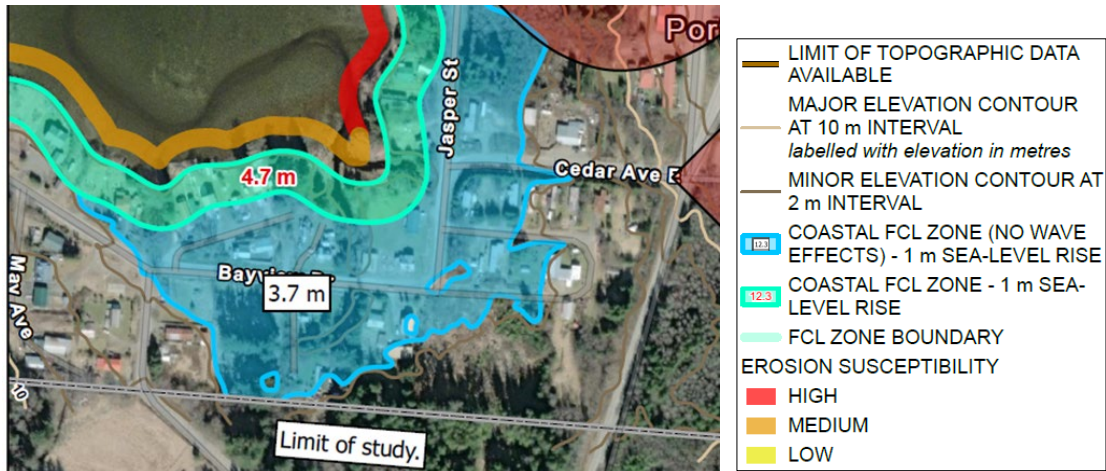 Por
Jasper St
Cedar Ave E
4.7 m
Bayview Dr
3.7 m
May Ave
10
Limit of study.
LIMIT OF TOPOGRAPHIC DATA
AVAILABLE
MAJOR ELEVATION CONTOUR
AT 10 m INTERVAL
labelled with elevation in metres
MINOR ELEVATION CONTOUR AT
2 m INTERVAL
12.3
COASTAL FCL ZONE (NO WAVE
EFFECTS) - 1 m SEA-LEVEL RISE
12.3
COASTAL FCL ZONE - 1 m SEA-
LEVEL RISE
FCL ZONE BOUNDARY
EROSION SUSCEPTIBILITY
HIGH
MEDIUM
LOW